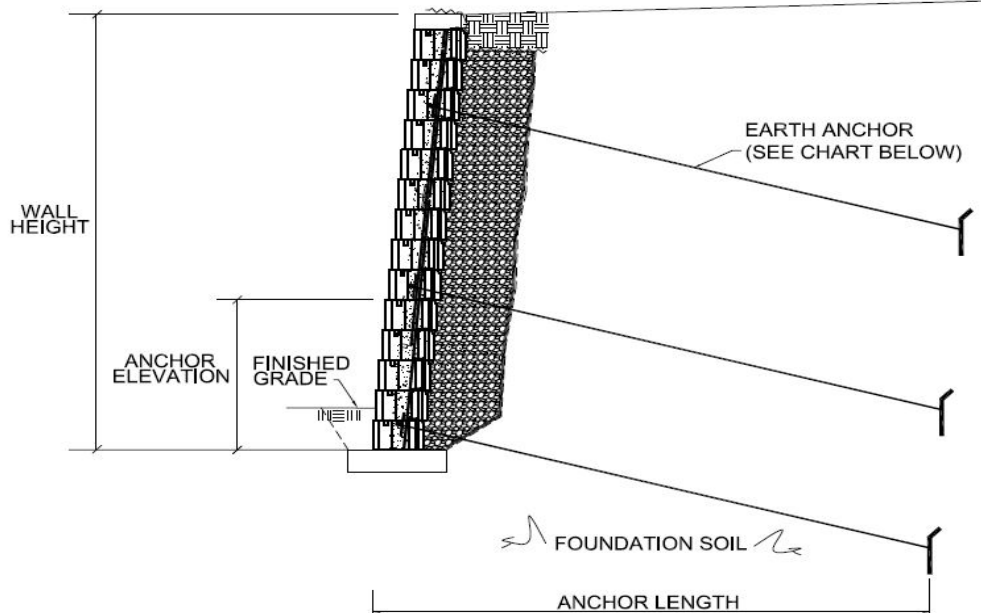 EARTH ANCHOR
(SEE CHART BELOW)
WALL
HEIGHT
ANCHOR
ELEVATION
FINISHED
GRADE
FOUNDATION SOIL
ANCHOR LENGTH